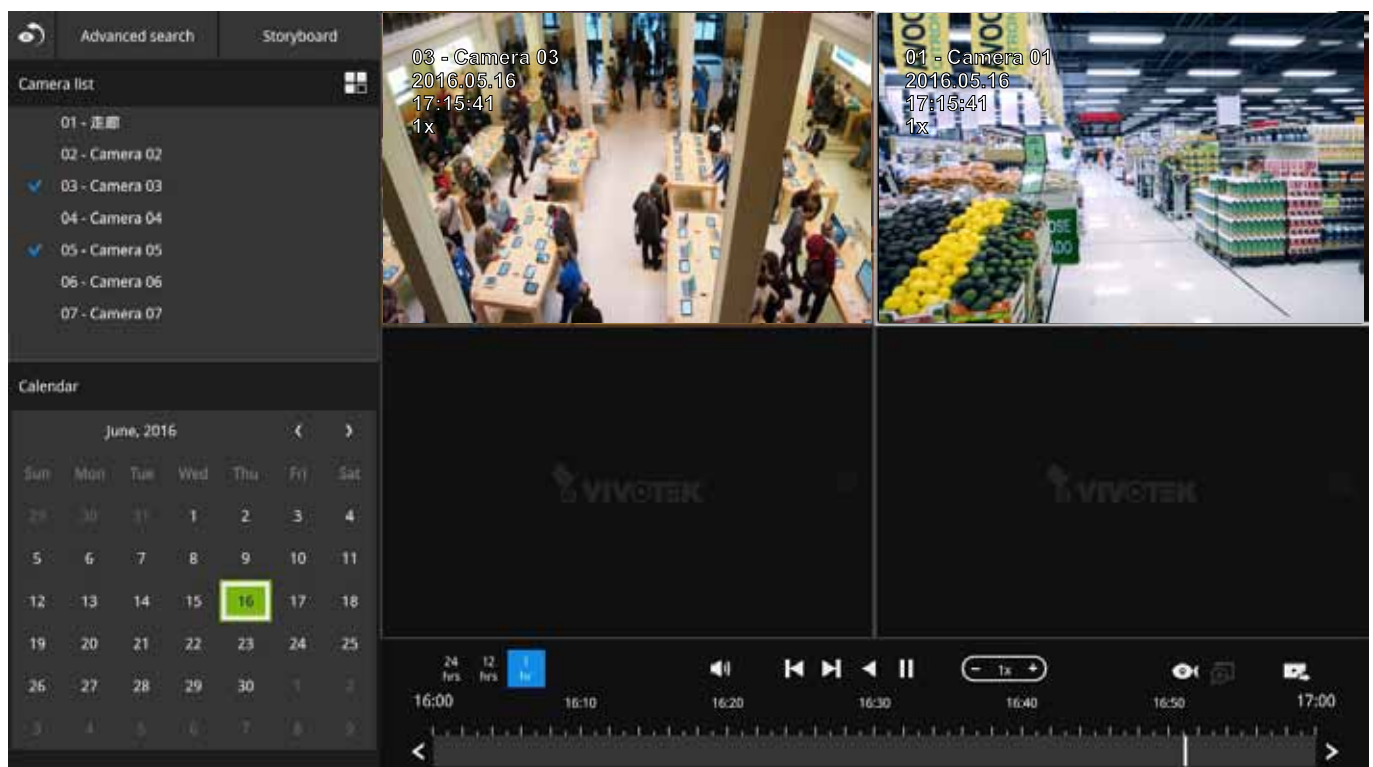 Advanced search
Storyboard
Camera list
01 - 走廊
02 - Camera 02
03 - Camera 03
04 - Camera 04
05 - Camera 05
06 - Camera 06
07 - Camera 07
Calendar
June, 2016
Sun Mon Tue Wed Thu Fri Sat
29 30 31 1 2 3 4
5 6 7 8 9 10 11
12 13 14 15 16 17 18
19 20 21 22 23 24 25
26 27 28 29 30 1 2
3 4 5 6 7 8 9
03 - Camera 03
2016.05.16
17:15:41
1x
01 - Camera 01
2016.05.16
17:15:41
1x
VIVOTEK
VIVOTEK
24 hrs
12 hrs
1 hr
1x
16:00 16:10 16:20 16:30 16:40 16:50 17:00